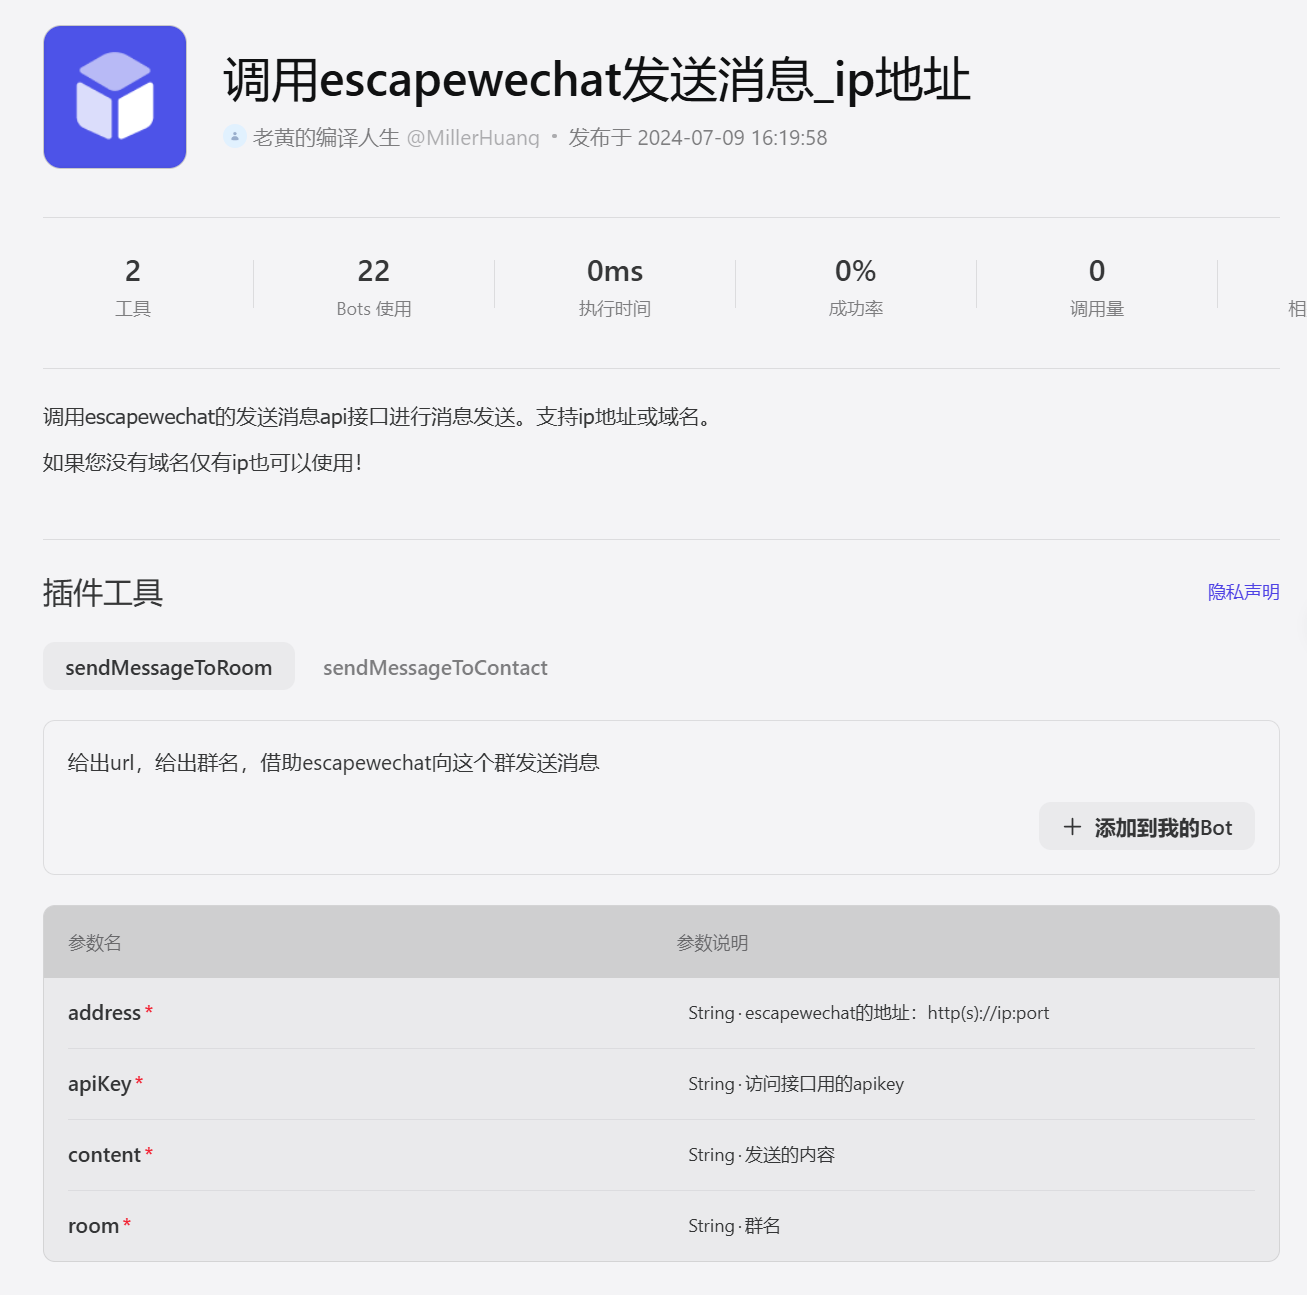 调用escapewechat发送消息_ip地址
老黄的编译人生 @MillerHuang • 发布于 2024-07-09 16:19:58
2
工具
22
Bots 使用
0ms
执行时间
0%
成功率
0
调用量
相
调用escapewechat的发送消息api接口进行消息发送。支持ip地址或域名。
如果您没有域名仅有ip也可以使用！
插件工具
隐私声明
sendMessageToRoom
sendMessageToContact
给出url，给出群名，借助escapewechat向这个群发送消息
+ 添加到我的Bot
参数名 参数说明
address* String · escapewechat的地址：http(s)://ip:port
apiKey* String · 访问接口用的apikey
content* String · 发送的内容
room* String · 群名